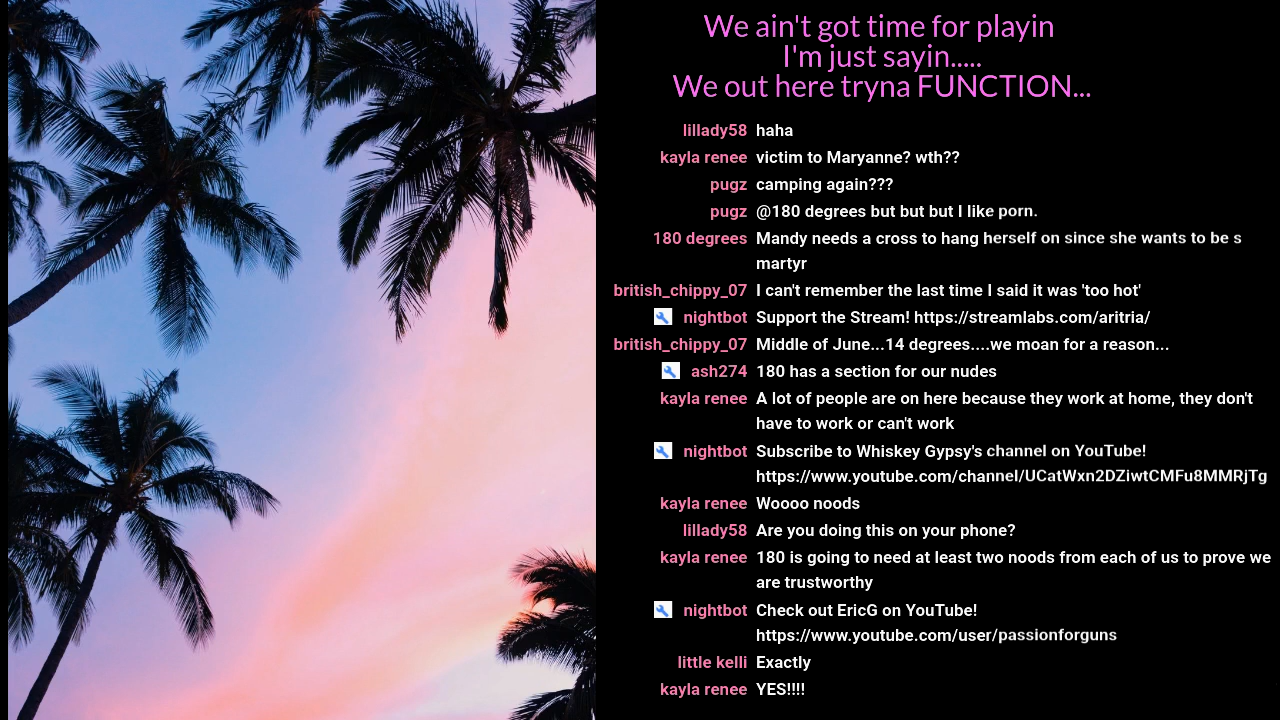 We ain't got time for playin
I'm just sayin.....
We out here tryna FUNCTION...
lillady58 haha
kayla renee victim to Maryanne? wth??
pugz camping again???
pugz @180 degrees but but but I like porn.
180 degrees Mandy needs a cross to hang herself on since she wants to be s
martyr
british_chippy_07 I can't remember the last time I said it was 'too hot'
nightbot Support the Stream! https://streamlabs.com/aritria/
british_chippy_07 Middle of June...14 degrees....we moan for a reason...
ash274 180 has a section for our nudes
kayla renee A lot of people are on here because they work at home, they don't
have to work or can't work
nightbot Subscribe to Whiskey Gypsy's channel on YouTube!
https://www.youtube.com/channel/UCatWxn2DZiwtCMFu8MMRjTg
kayla renee Woooo noods
lillady58 Are you doing this on your phone?
kayla renee 180 is going to need at least two noods from each of us to prove we
are trustworthy
nightbot Check out EricG on YouTube!
https://www.youtube.com/user/passionforguns
little kelli Exactly
kayla renee YES!!!!